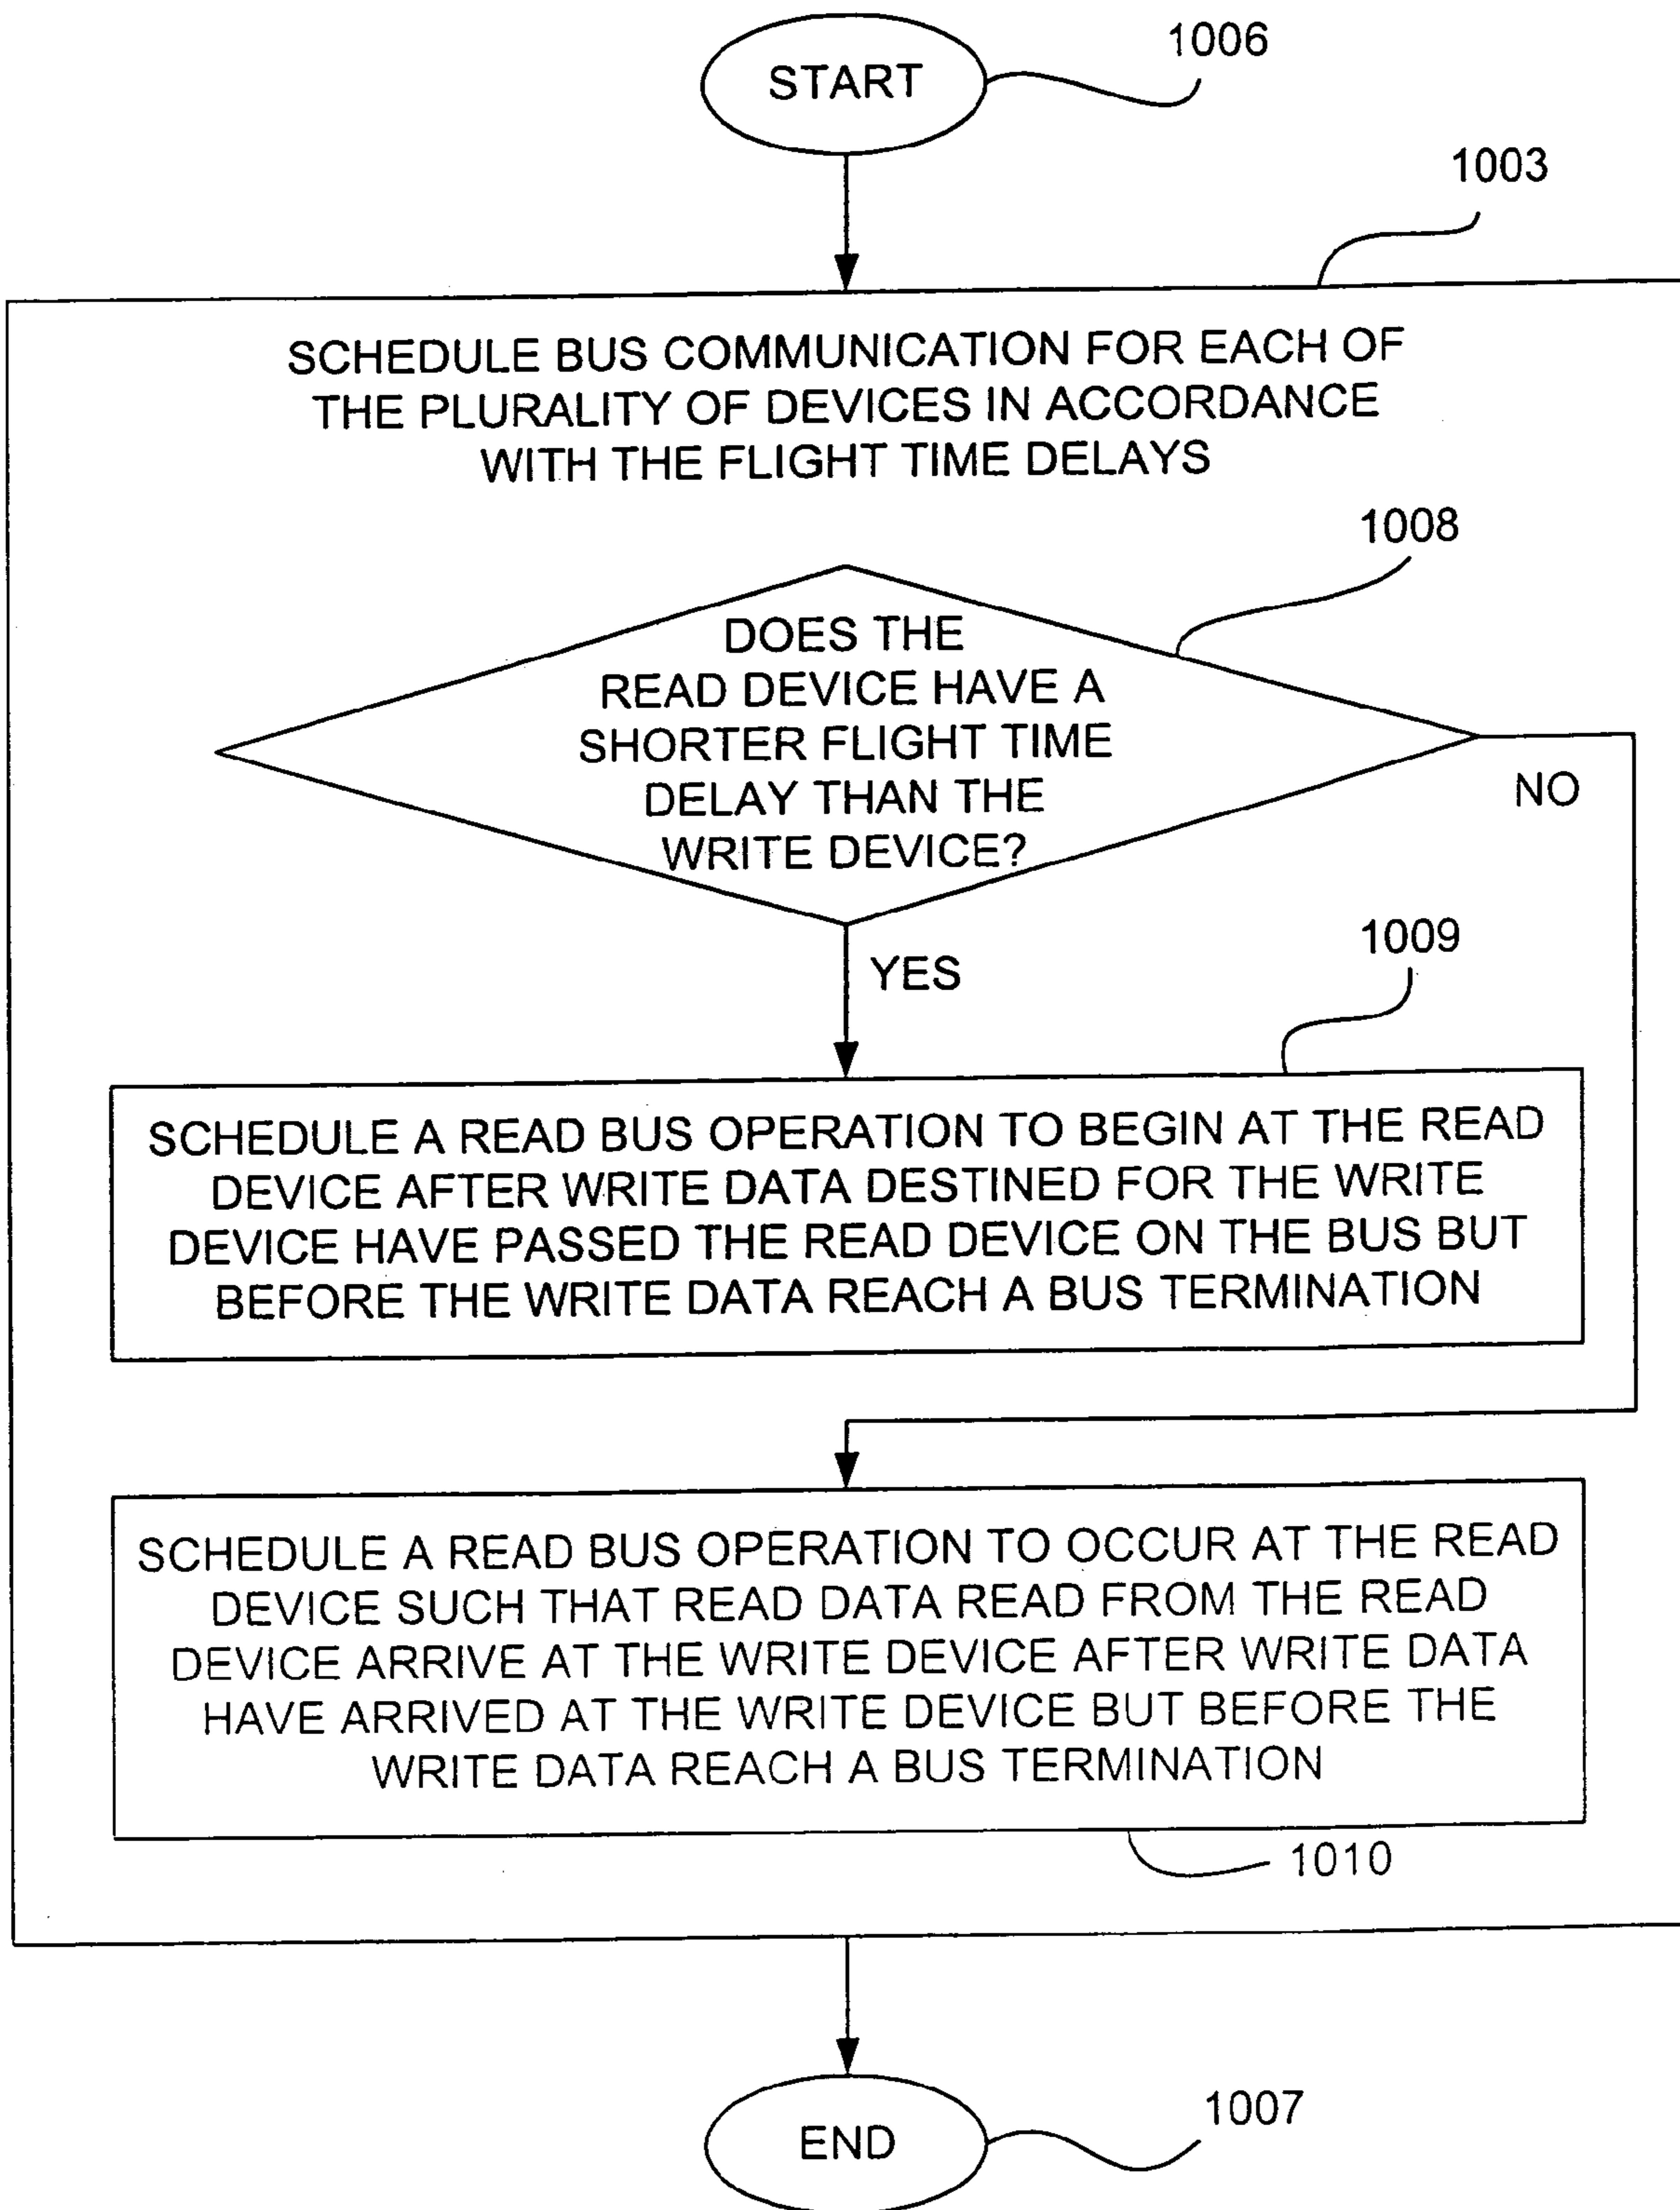 START
1006
1003
SCHEDULE BUS COMMUNICATION FOR EACH OF
THE PLURALITY OF DEVICES IN ACCORDANCE
WITH THE FLIGHT TIME DELAYS
1008
DOES THE
READ DEVICE HAVE A
SHORTER FLIGHT TIME
DELAY THAN THE
WRITE DEVICE?
NO
YES
1009
SCHEDULE A READ BUS OPERATION TO BEGIN AT THE READ
DEVICE AFTER WRITE DATA DESTINED FOR THE WRITE
DEVICE HAVE PASSED THE READ DEVICE ON THE BUS BUT
BEFORE THE WRITE DATA REACH A BUS TERMINATION
SCHEDULE A READ BUS OPERATION TO OCCUR AT THE READ
DEVICE SUCH THAT READ DATA READ FROM THE READ
DEVICE ARRIVE AT THE WRITE DEVICE AFTER WRITE DATA
HAVE ARRIVED AT THE WRITE DEVICE BUT BEFORE THE
WRITE DATA REACH A BUS TERMINATION
1010
END
1007